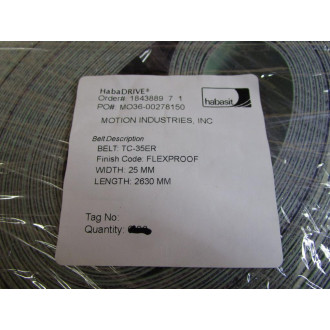 HabaDRIVE®
Order#: 1843889 7 1
PO#: MO36-00278150
habasit
MOTION INDUSTRIES, INC
Belt Description
BELT: TC-35ER
Finish Code: FLEXPROOF
WIDTH: 25 MM
LENGTH: 2630 MM
Tag No:
Quantity: